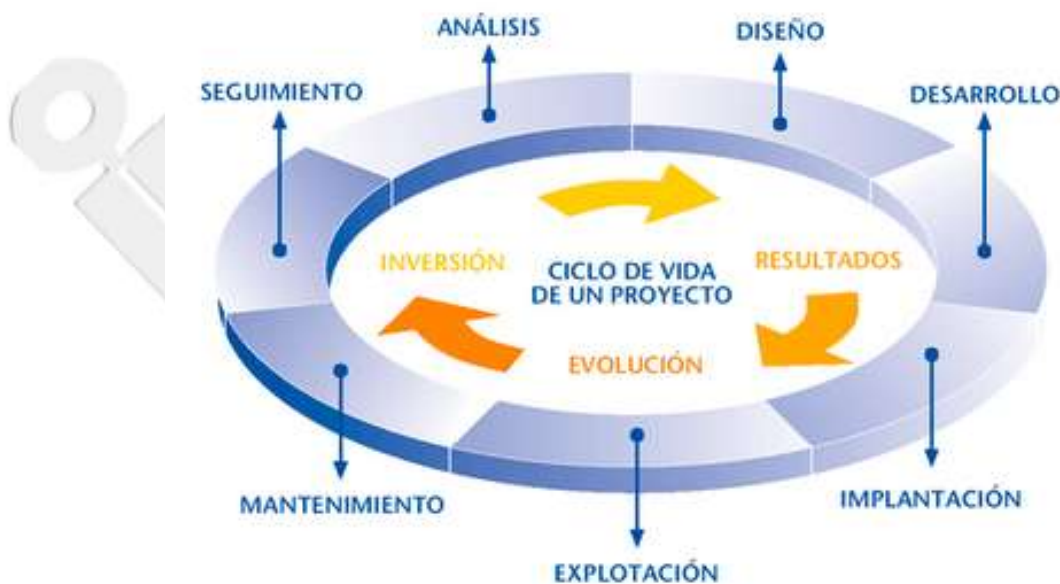 ANÁLISIS
DISEÑO
SEGUIMIENTO
DESARROLLO
INVERSIÓN
CICLO DE VIDA
DE UN PROYECTO
RESULTADOS
EVOLUCIÓN
MANTENIMIENTO
IMPLANTACIÓN
EXPLOTACIÓN